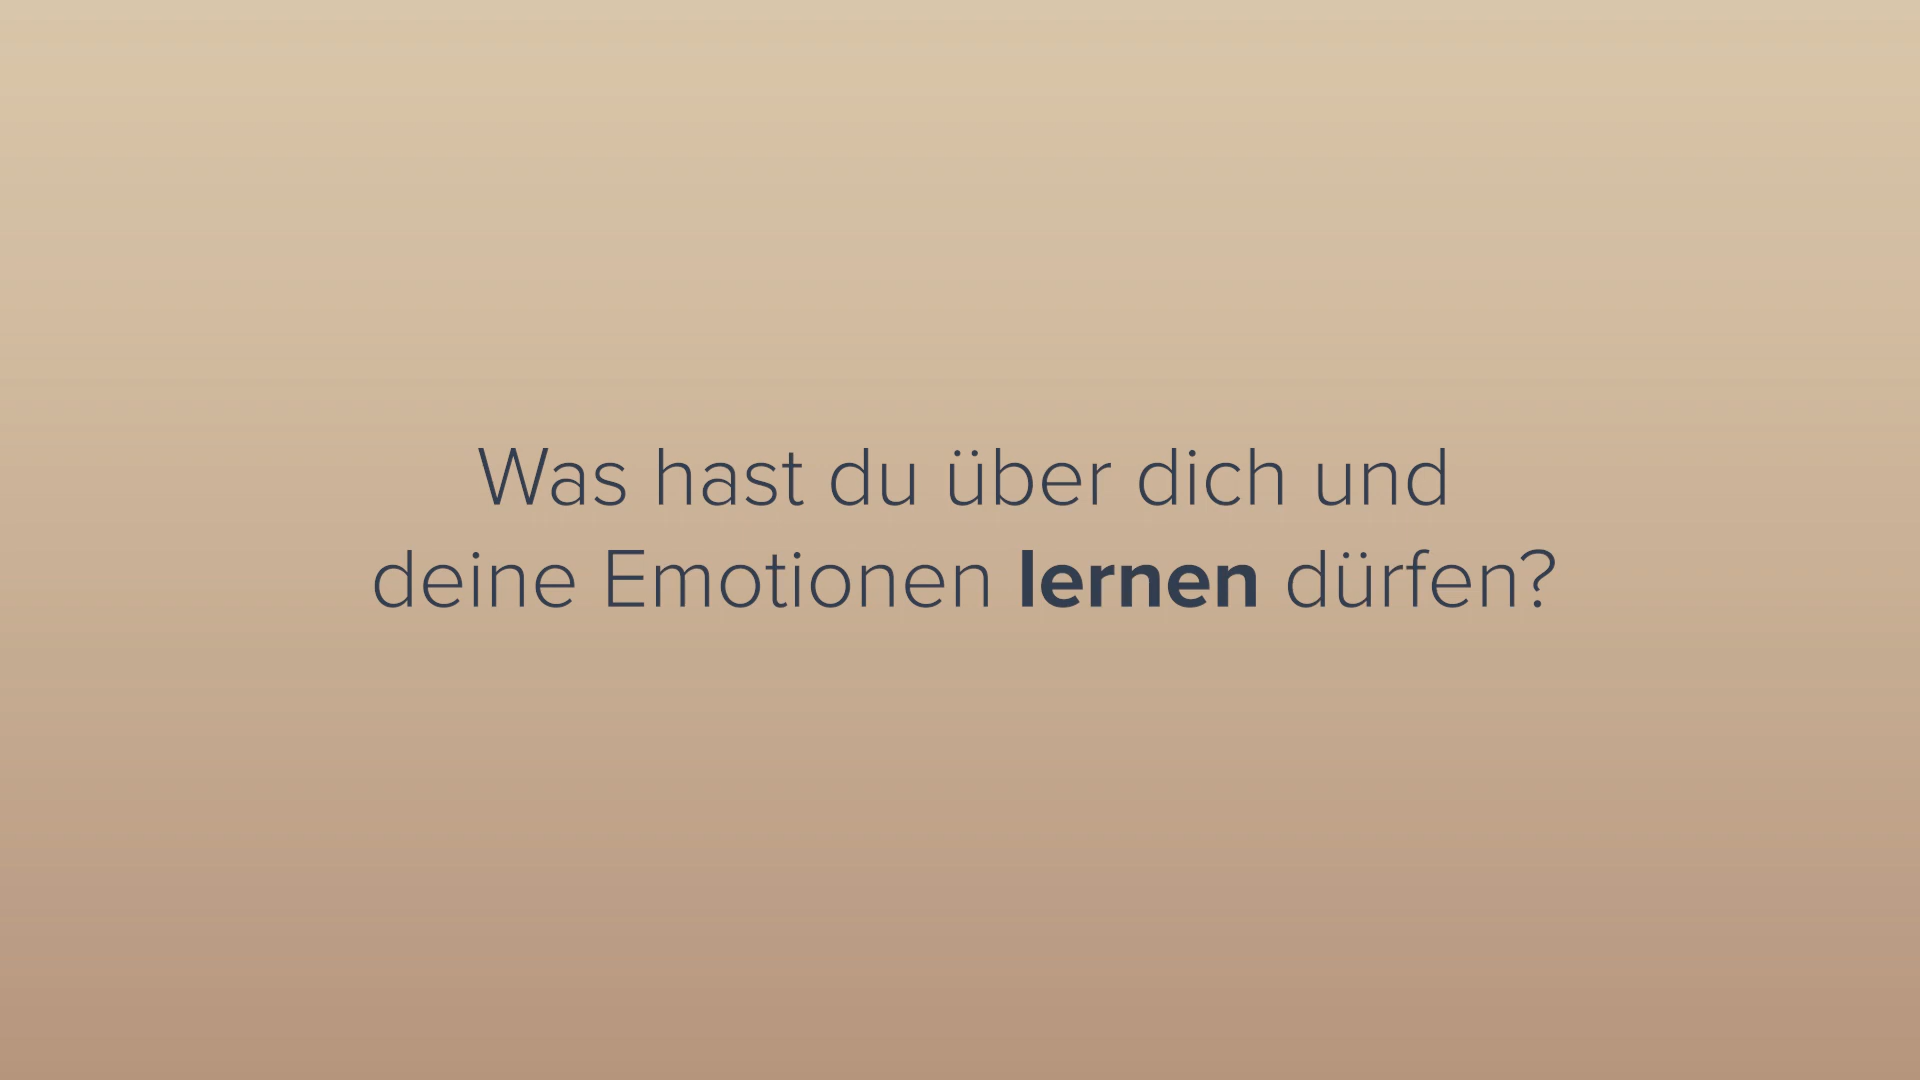 Was hast du über dich und
deine Emotionen lernen dürfen?